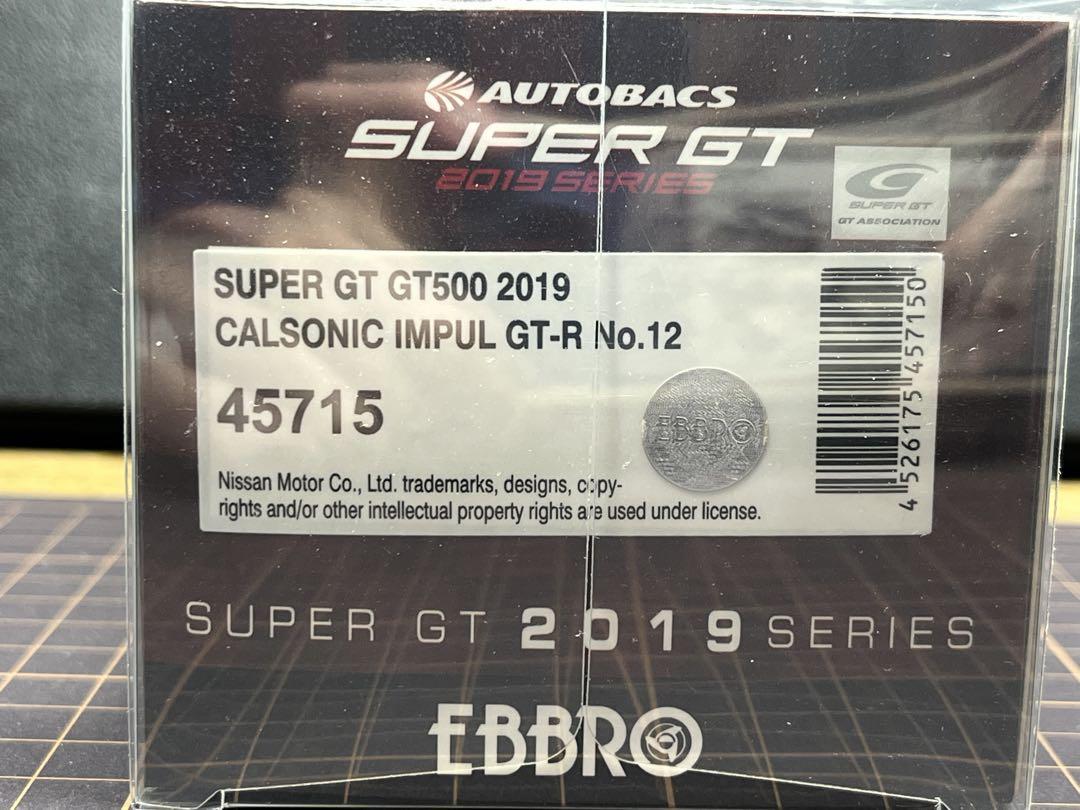 AUTOBACS
SUPER GT
2019 SERIES
SUPER GT
GT ASSOCIATION
SUPER GT GT500 2019
CALSONIC IMPUL GT-R No.12
45715
EBBRO
Nissan Motor Co., Ltd. trademarks, designs, copy-
rights and/or other intellectual property rights are used under license.
4 526175 457150
SUPER GT 2019 SERIES
EBBRO